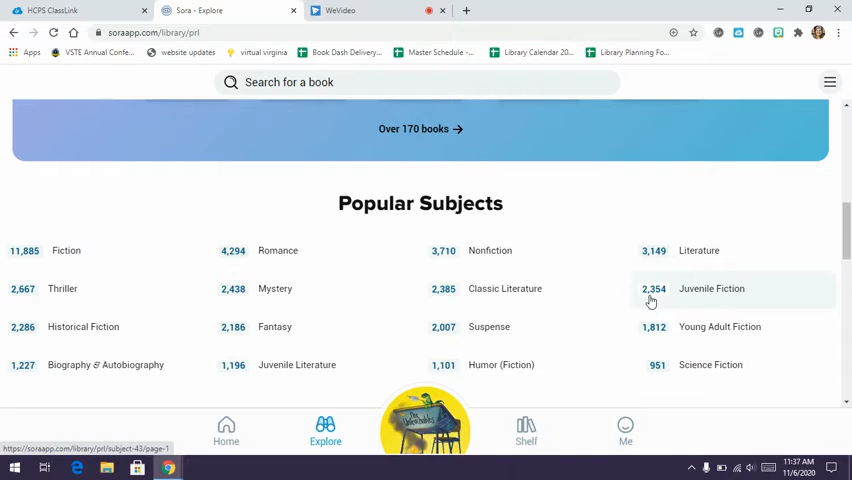 HCPS ClassLink
Sora - Explore
WeVideo
soraapp.com/library/prl
Apps
VSTE Annual Confe...
website updates
virtual virginia
Book Dash Delivery...
Master Schedule -...
Library Calendar 20...
Library Planning Fo...
Search for a book
Over 170 books →
Popular Subjects
11,885 Fiction
4,294 Romance
3,710 Nonfiction
3,149 Literature
2,667 Thriller
2,438 Mystery
2,385 Classic Literature
2,354 Juvenile Fiction
2,286 Historical Fiction
2,186 Fantasy
2,007 Suspense
1,812 Young Adult Fiction
1,227 Biography & Autobiography
1,196 Juvenile Literature
1,101 Humor (Fiction)
951 Science Fiction
Home
Explore
The
Unteachables
Shelf
Me
https://soraapp.com/library/prl/subject-43/page-1
11:37 AM
11/6/2020